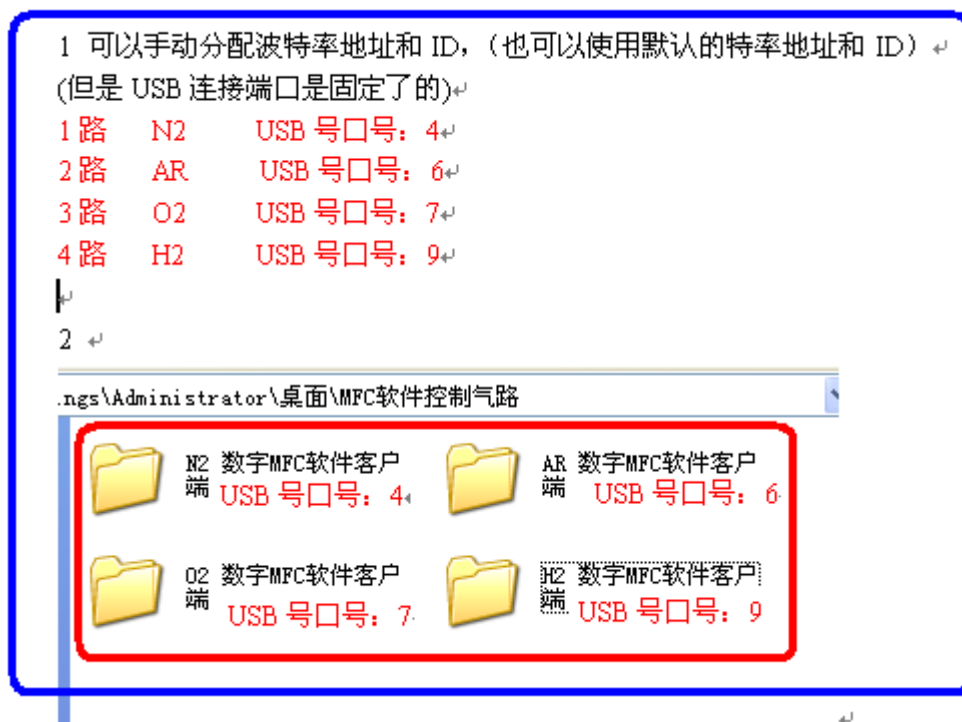 1 可以手动分配波特率地址和 ID,（也可以使用默认的特率地址和 ID）
(但是 USB 连接端口是固定了的)
1路 N2 USB 号口号：4
2路 AR USB 号口号：6
3路 O2 USB 号口号：7
4路 H2 USB 号口号：9
2
.ngs\Administrator\桌面\MFC软件控制气路
N2 数字MFC软件客户
端 USB 号口号：4
AR 数字MFC软件客户
端 USB 号口号：6
O2 数字MFC软件客户
端 USB 号口号：7
H2 数字MFC软件客户
端 USB 号口号：9